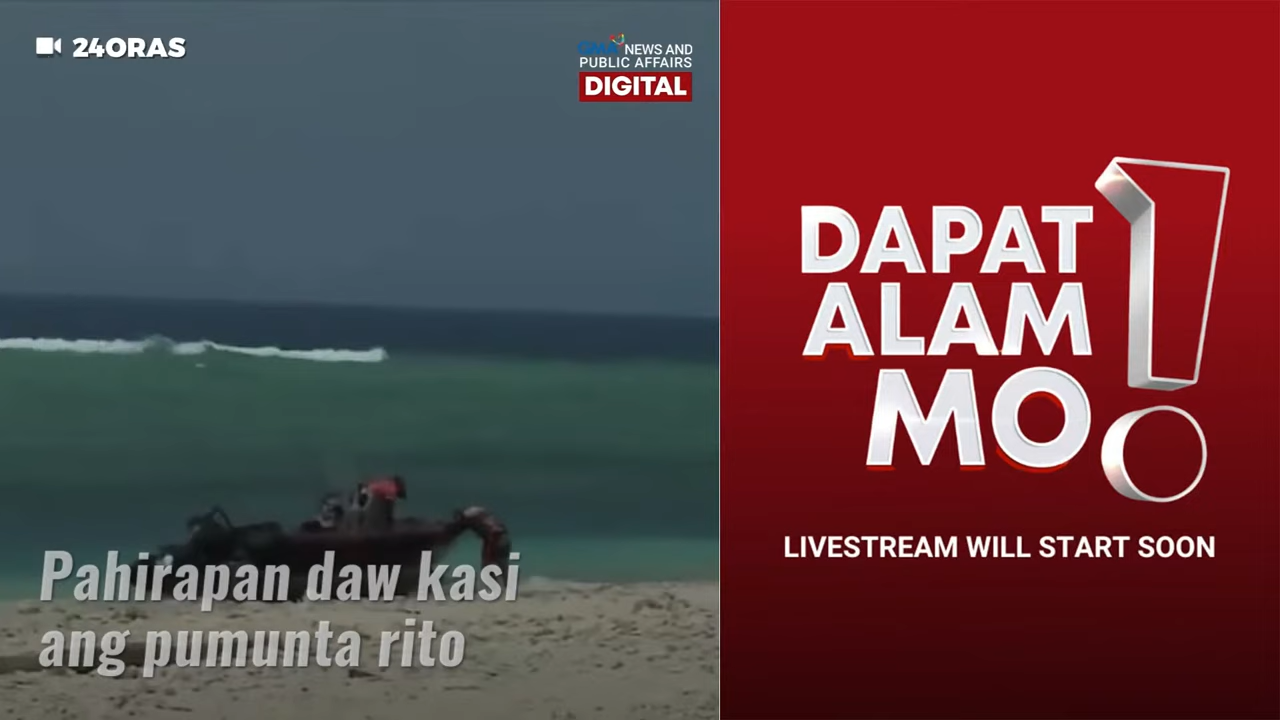 24ORAS
GMA NEWS AND
PUBLIC AFFAIRS
DIGITAL
Pahirapan daw kasi
ang pumunta rito
DAPAT
ALAM
MO!
LIVESTREAM WILL START SOON